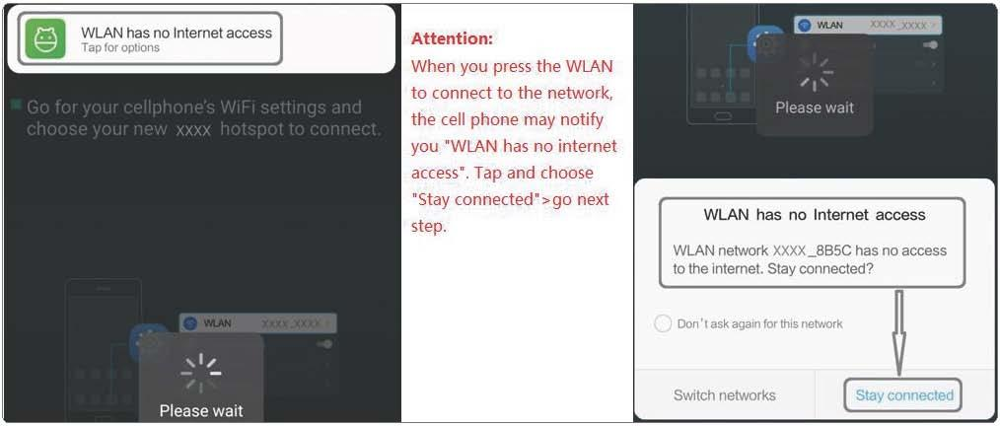 WLAN has no Internet access
Tap for options
Go for your cellphone's WiFi settings and
choose your new xxxx hotspot to connect.
WLAN XXXX_XXXX
Please wait
Attention:
When you press the WLAN
to connect to the network,
the cell phone may notify
you "WLAN has no internet
access". Tap and choose
"Stay connected">go next
step.
WLAN XXXX_XXXX
Please wait
WLAN has no Internet access
WLAN network XXXX_8B5C has no access
to the internet. Stay connected?
Don't ask again for this network
Switch networks Stay connected